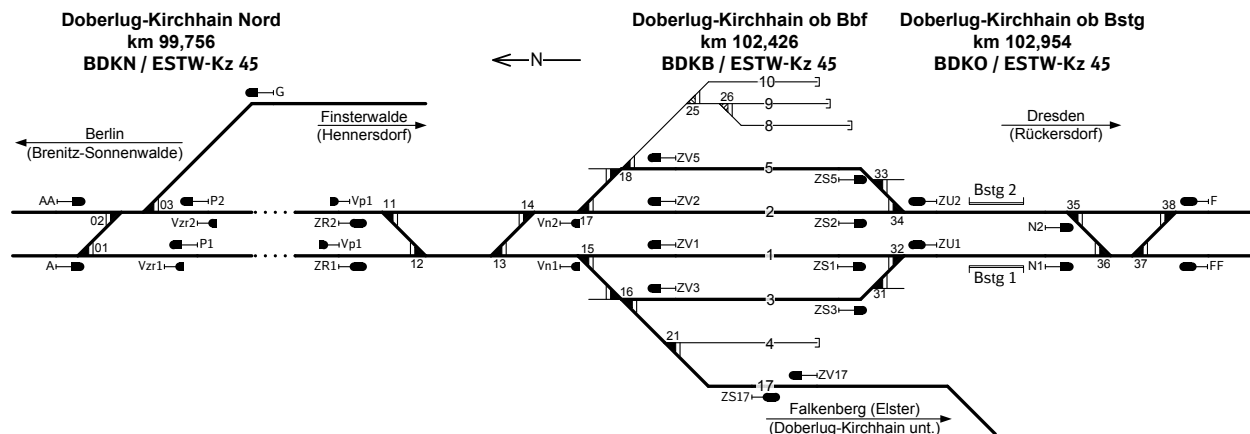 Doberlug-Kirchhain Nord
km 99,756
BDKN / ESTW-Kz 45
Doberlug-Kirchhain ob Bbf
km 102,426
BDKB / ESTW-Kz 45
Doberlug-Kirchhain ob Bstg
km 102,954
BDKO / ESTW-Kz 45
N
G
Finsterwalde
(Hennersdorf)
Berlin
(Brenitz-Sonnenwalde)
Dresden
(Rückersdorf)
10
25
26
9
8
18
ZV5
5
ZS5
33
AA
02
03
P2
Vzr2
Vp1
ZR2
11
14
Vn2
17
ZV2
2
ZS2
34
ZU2
Bstg 2
N2
35
38
F
A
01
P1
Vzr1
Vp1
ZR1
12
13
Vn1
15
ZV1
1
ZS1
32
ZU1
Bstg 1
N1
36
37
FF
16
ZV3
3
ZS3
31
21
4
17
ZV17
ZS17
Falkenberg (Elster)
(Doberlug-Kirchhain unt.)